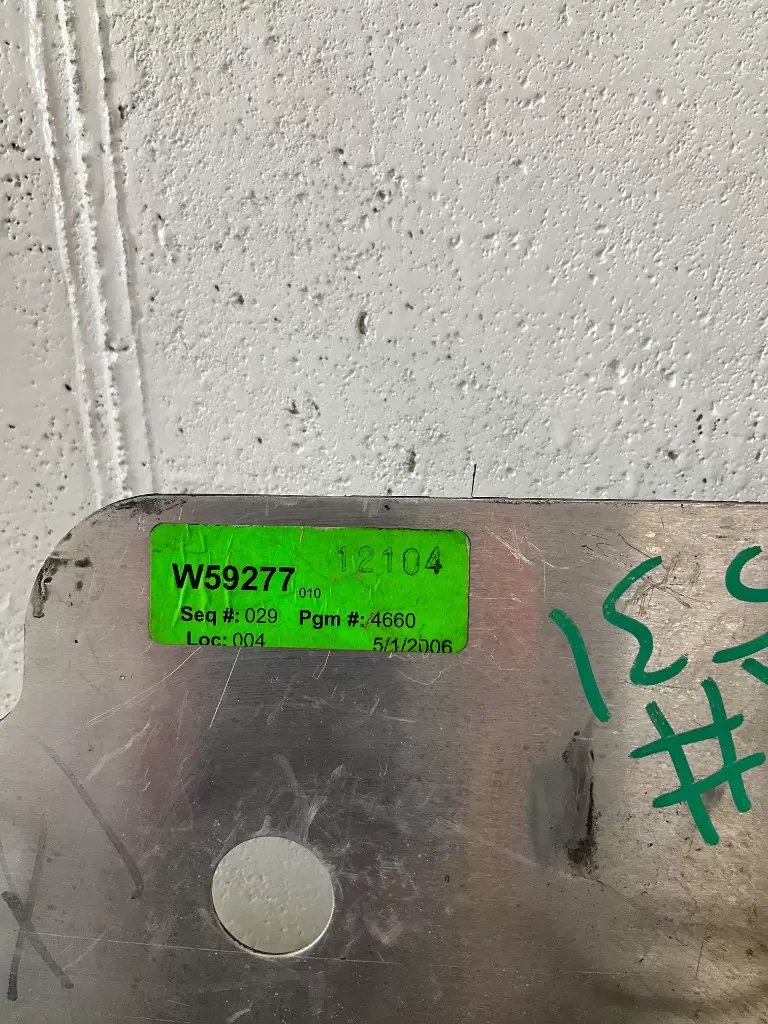 12104
W59277 010
Seq #: 029 Pgm #: 4660
Loc: 004 5/1/2006
#